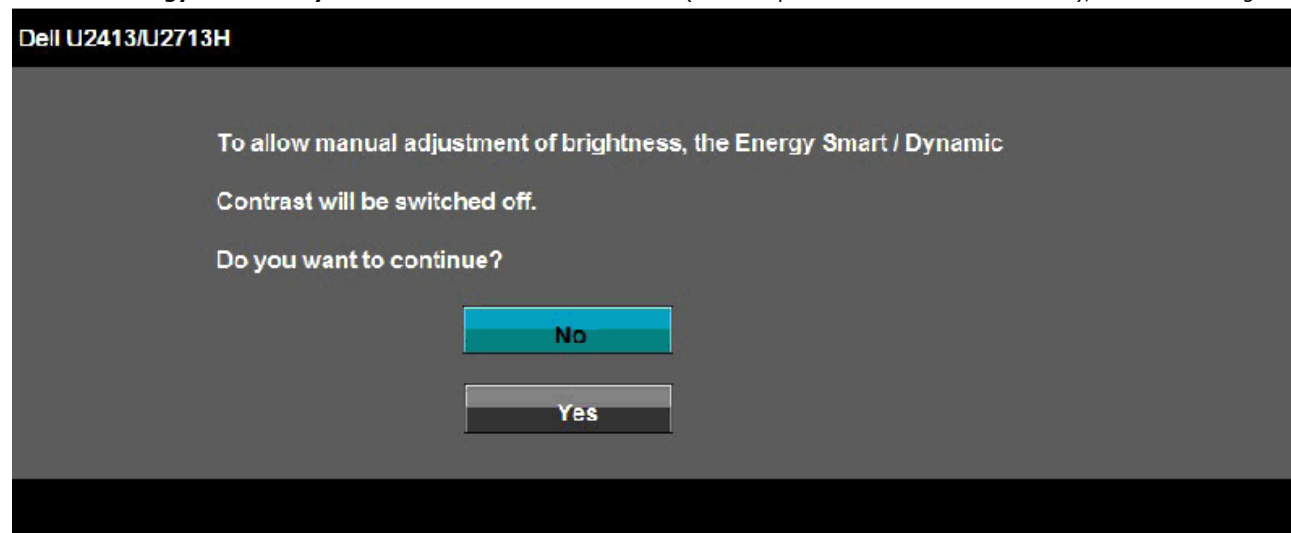 Dell U2413/U2713H
To allow manual adjustment of brightness, the Energy Smart / Dynamic
Contrast will be switched off.
Do you want to continue?
No
Yes